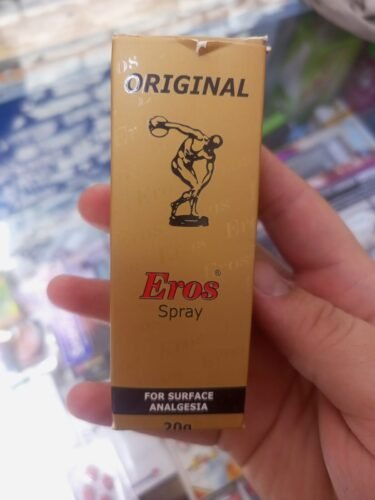 ORIGINAL
Eros®
Spray
FOR SURFACE
ANALGESIA
20g